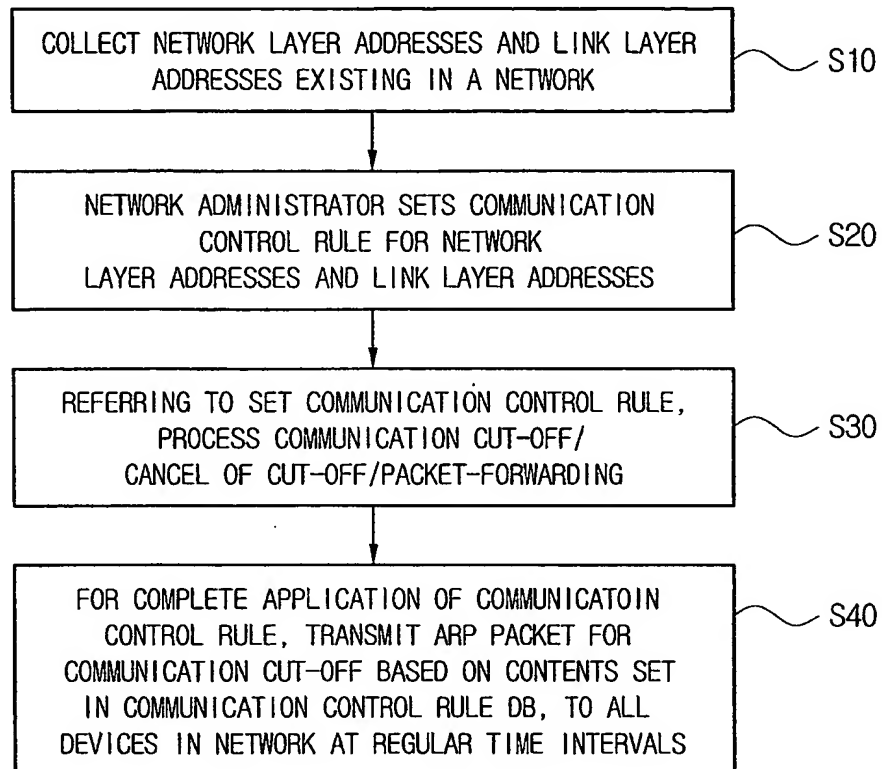 COLLECT NETWORK LAYER ADDRESSES AND LINK LAYER
ADDRESSES EXISTING IN A NETWORK
S10
NETWORK ADMINISTRATOR SETS COMMUNICATION
CONTROL RULE FOR NETWORK
LAYER ADDRESSES AND LINK LAYER ADDRESSES
S20
REFERRING TO SET COMMUNICATION CONTROL RULE,
PROCESS COMMUNICATION CUT-OFF/
CANCEL OF CUT-OFF/PACKET-FORWARDING
S30
FOR COMPLETE APPLICATION OF COMMUNICATOIN
CONTROL RULE, TRANSMIT ARP PACKET FOR
COMMUNICATION CUT-OFF BASED ON CONTENTS SET
IN COMMUNICATION CONTROL RULE DB, TO ALL
DEVICES IN NETWORK AT REGULAR TIME INTERVALS
S40